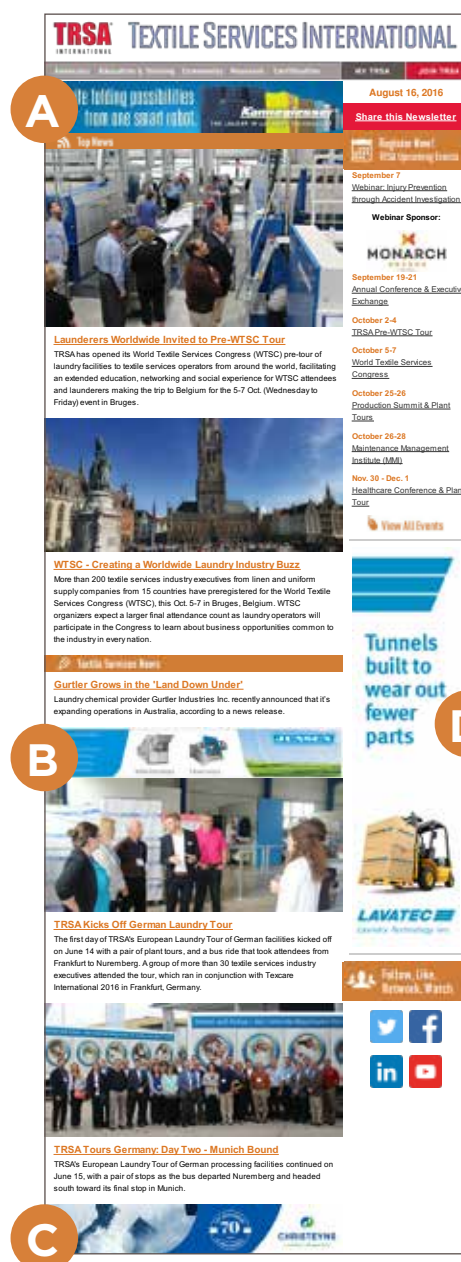 TRSA
INTERNATIONAL
TEXTILE SERVICES INTERNATIONAL
MY TRSA
JOIN TRSA
A
folding possibilities
from one smart robot
Kannegiesser
August 16, 2016
Share this Newsletter
Top News
Register Now!
TRSA Upcoming Events
September 7
Webinar: Injury Prevention
through Accident Investigation
Webinar Sponsor:
MONARCH
September 19-21
Annual Conference & Executiv
Exchange
October 2-4
TRSA Pre-WTSC Tour
October 5-7
World Textile Services
Congress
October 25-26
Production Summit & Plant
Tours
October 26-28
Maintenance Management
Institute (MMI)
Nov. 30 - Dec. 1
Healthcare Conference & Plan
Tour
View All Events
Launderers Worldwide Invited to Pre-WTSC Tour
TRSA has opened its World Textile Services Congress (WTSC) pre-tour of
laundry facilities to textile services operators from around the world, facilitating
an extended education, networking and social experience for WTSC attendees
and launderers making the trip to Belgium for the 5-7 Oct. (Wednesday to
Friday) event in Bruges.
WTSC - Creating a Worldwide Laundry Industry Buzz
More than 200 textile services industry executives from linen and uniform
supply companies from 15 countries have preregistered for the World Textile
Services Congress (WTSC), this Oct. 5-7 in Bruges, Belgium. WTSC
organizers expect a larger final attendance count as laundry operators will
participate in the Congress to learn about business opportunities common to
the industry in every nation.
Textile Services News
Gurtler Grows in the 'Land Down Under'
Laundry chemical provider Gurtler Industries Inc. recently announced that it's
expanding operations in Australia, according to a news release.
B
JENSEN
Tunnels
built to
wear out
fewer
parts
D
LAVATEC
Laundry Technology Inc.
TRSA Kicks Off German Laundry Tour
The first day of TRSA's European Laundry Tour of German facilities kicked off
on June 14 with a pair of plant tours, and a bus ride that took attendees from
Frankfurt to Nuremberg. A group of more than 30 textile services industry
executives attended the tour, which ran in conjunction with Texcare
International 2016 in Frankfurt, Germany.
Follow, Like,
Network, Watch
TRSA Tours Germany: Day Two - Munich Bound
TRSA's European Laundry Tour of German processing facilities continued on
June 15, with a pair of stops as the bus departed Nuremberg and headed
south toward its final stop in Munich.
C
70
CHRISTEYNS